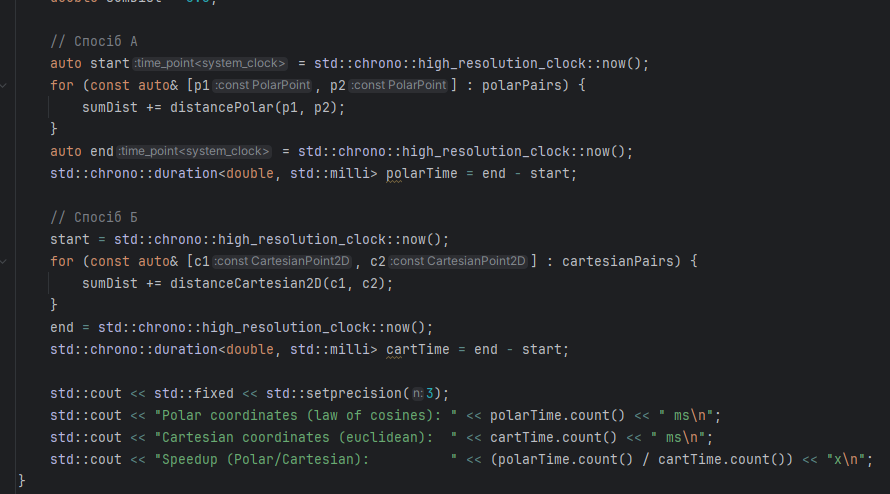 // Спосіб А
auto start :time_point<system_clock> = std::chrono::high_resolution_clock::now();
for (const auto& [p1 :const PolarPoint , p2 :const PolarPoint ] : polarPairs) {
sumDist += distancePolar(p1, p2);
}
auto end :time_point<system_clock> = std::chrono::high_resolution_clock::now();
std::chrono::duration<double, std::milli> polarTime = end - start;
// Спосіб Б
start = std::chrono::high_resolution_clock::now();
for (const auto& [c1 :const CartesianPoint2D , c2 :const CartesianPoint2D ] : cartesianPairs) {
sumDist += distanceCartesian2D(c1, c2);
}
end = std::chrono::high_resolution_clock::now();
std::chrono::duration<double, std::milli> cartTime = end - start;
std::cout << std::fixed << std::setprecision( n: 3);
std::cout << "Polar coordinates (law of cosines): " << polarTime.count() << " ms\n";
std::cout << "Cartesian coordinates (euclidean):  " << cartTime.count() << " ms\n";
std::cout << "Speedup (Polar/Cartesian):          " << (polarTime.count() / cartTime.count()) << "x\n";
}